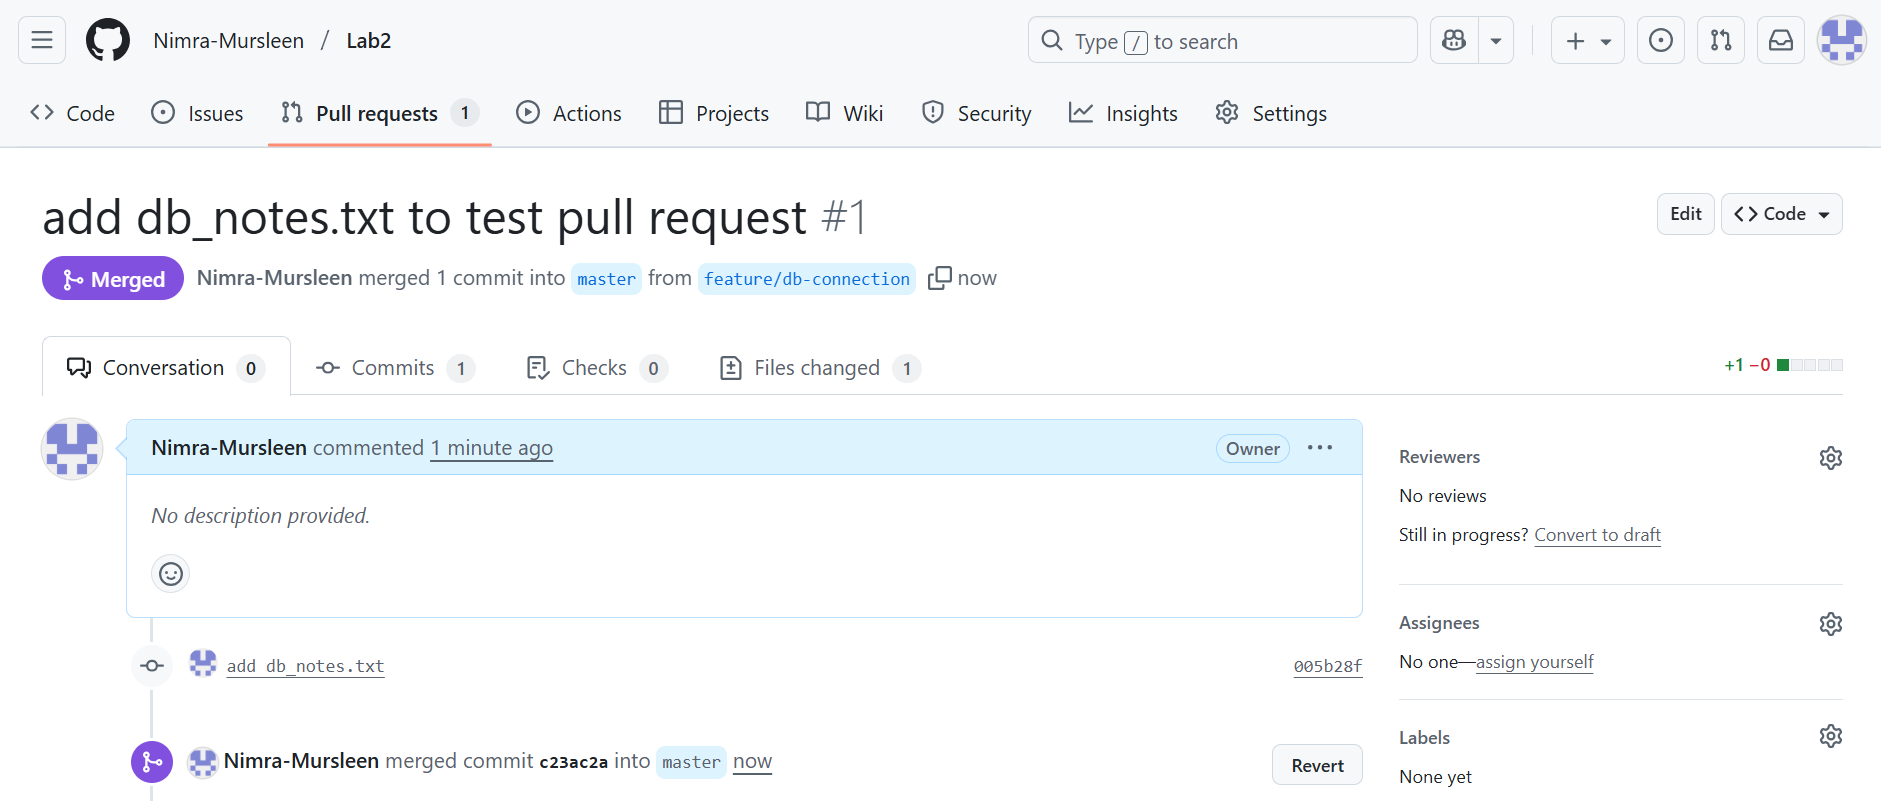 Nimra-Mursleen / Lab2
Type / to search
Code Issues Pull requests 1 Actions Projects Wiki Security Insights Settings
add db_notes.txt to test pull request #1
Edit Code
Merged Nimra-Mursleen merged 1 commit into master from feature/db-connection now
Conversation 0 Commits 1 Checks 0 Files changed 1
+1 −0
Nimra-Mursleen commented 1 minute ago Owner ...
No description provided.
add db_notes.txt 005b28f
Nimra-Mursleen merged commit c23ac2a into master now
Revert
Reviewers
No reviews
Still in progress? Convert to draft
Assignees
No one—assign yourself
Labels
None yet